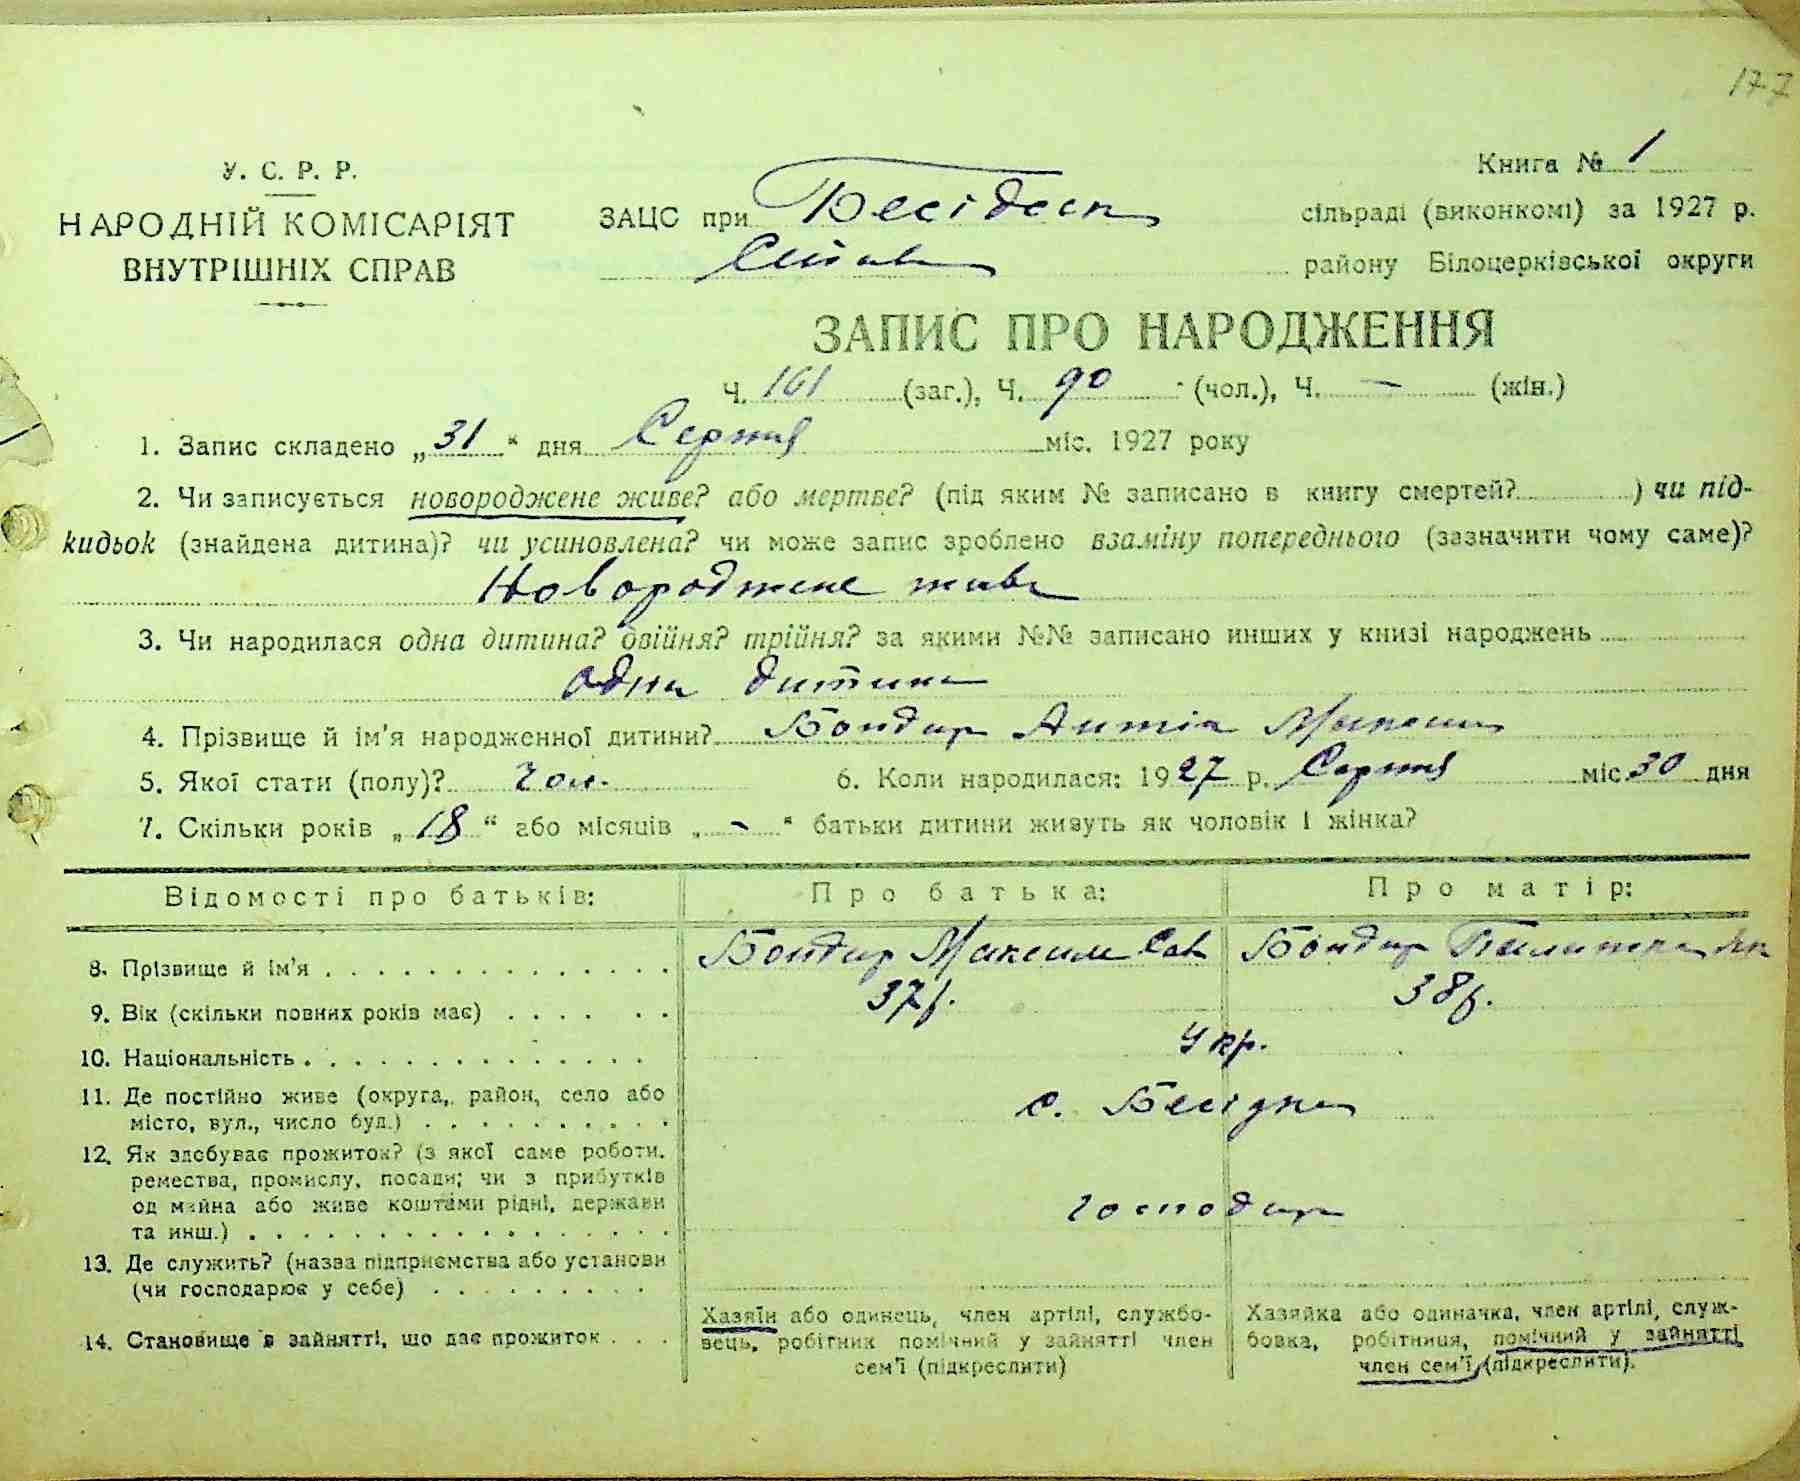 177
У. С. Р. Р.
НАРОДНІЙ КОМІСАРІЯТ
ВНУТРІШНІХ СПРАВ
Книга № 1
ЗАЦС при Бесідськ сільраді (виконкомі) за 1927 р.
Став району Білоцерківської округи
ЗАПИС ПРО НАРОДЖЕННЯ
Ч. 161 (заг.), Ч. 90 (чол.), Ч. — (жін.)
1. Запис складено „31“ дня Серпня міс. 1927 року
2. Чи записується новороджене живе? або мертве? (під яким № записано в книгу смертей? ) чи під-
кидьок (знайдена дитина)? чи усиновлена? чи може запис зроблено взаміну попереднього (зазначити чому саме)?
Новороджене живе
3. Чи народилася одна дитина? двійня? трійня? за якими №№ записано инших у книзі народжень
одна дитина
4. Прізвище й ім'я народженної дитини? Бондар Антін Максим
5. Якої стати (полу)? Чол. 6. Коли народилася: 1927 р. Серпня міс. 30 дня
7. Скільки років „18“ або місяців „—“ батьки дитини живуть як чоловік і жінка?
Відомості про батьків: Про батька: Про матір:
8. Прізвище й ім'я Бондар Максим Сав Бондар
9. Вік (скільки повних років має) 37 р. 38 р.
10. Національність Укр.
11. Де постійно живе (округа, район, село або
місто, вул., число буд.) с. Бесідка
12. Як здобуває прожиток? (з якої саме роботи,
ремества, промислу, посади; чи з прибутків
од майна або живе коштами рідні, держави
та инш.) господар
13. Де служить? (назва підприємства або установи
(чи господарює у себе)
14. Становище в зайнятті, що дає прожиток
Хазяїн або одинець, член артілі, службо-
вець, робітник помічний у зайнятті член
сем'ї (підкреслити)
Хазяйка або одиначка, член артілі, служ-
бовка, робітниця, помічний у зайнятті
член сем'ї (підкреслити).